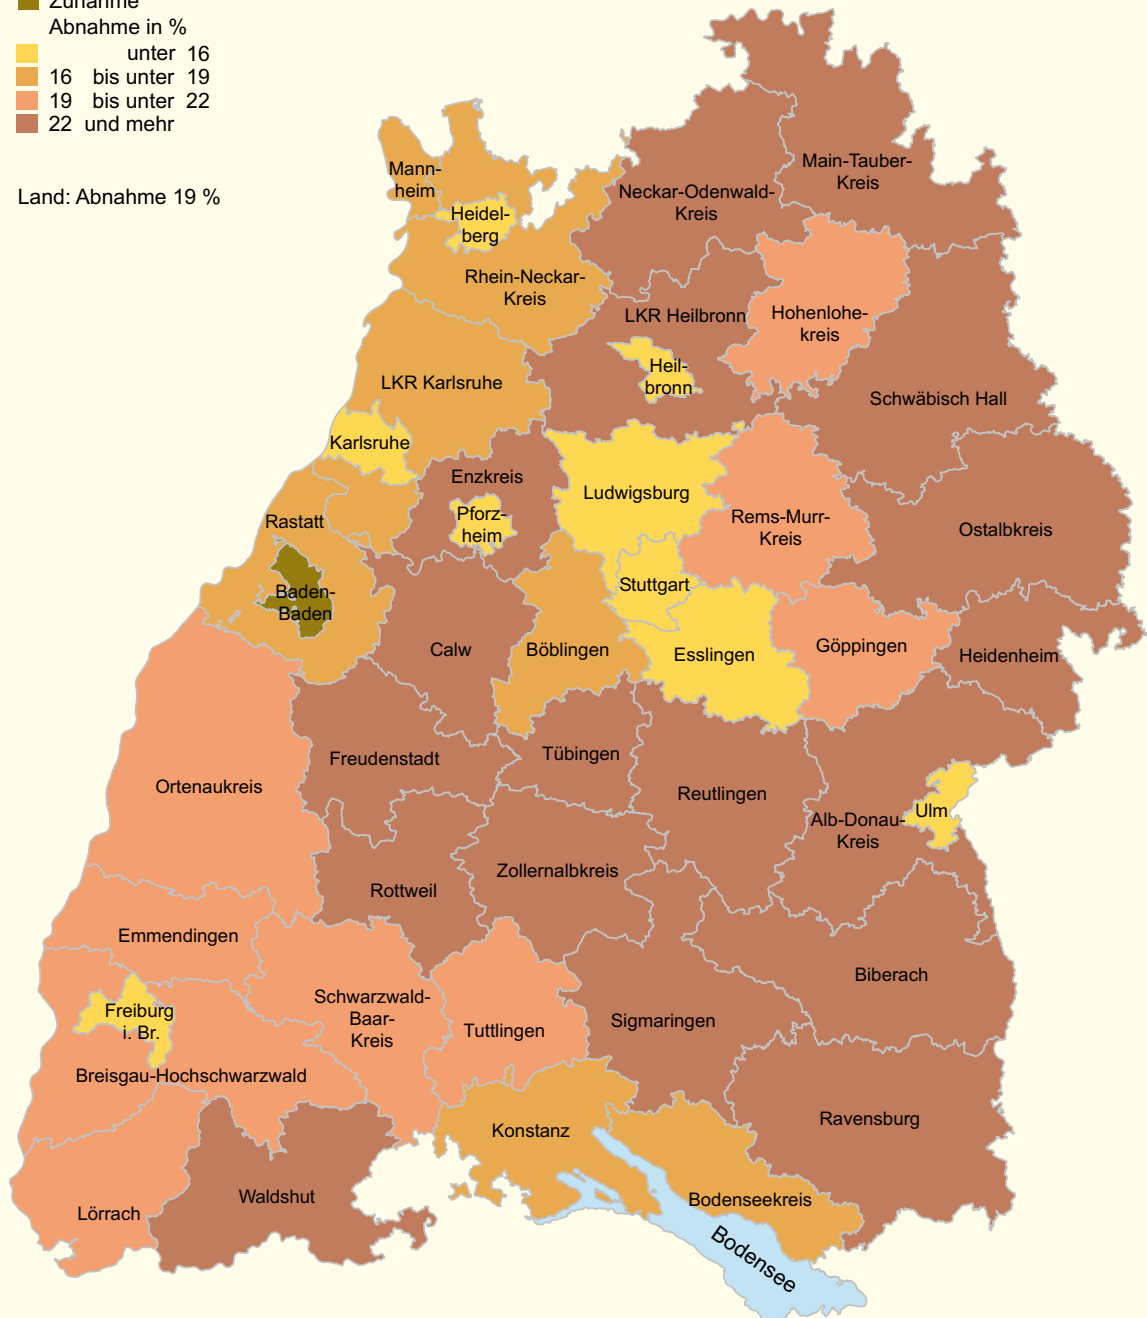 Zunahme
Abnahme in %
unter 16
16 bis unter 19
19 bis unter 22
22 und mehr
Land: Abnahme 19 %
Main-Tauber-
Kreis
Mann-
heim
Neckar-Odenwald-
Kreis
Heidel-
berg
Rhein-Neckar-
Kreis
LKR Heilbronn
Hohenlohe-
kreis
Heil-
bronn
LKR Karlsruhe
Schwäbisch Hall
Karlsruhe
Enzkreis
Ludwigsburg
Pforz-
heim
Rems-Murr-
Kreis
Rastatt
Ostalbkreis
Stuttgart
Baden-
Baden
Calw
Böblingen
Esslingen
Göppingen
Heidenheim
Freudenstadt
Tübingen
Ortenaukreis
Reutlingen
Ulm
Alb-Donau-
Kreis
Zollernalbkreis
Rottweil
Emmendingen
Biberach
Freiburg
i. Br.
Schwarzwald-
Baar-
Kreis
Tuttlingen
Sigmaringen
Breisgau-Hochschwarzwald
Konstanz
Ravensburg
Waldshut
Bodenseekreis
Lörrach
Bodensee